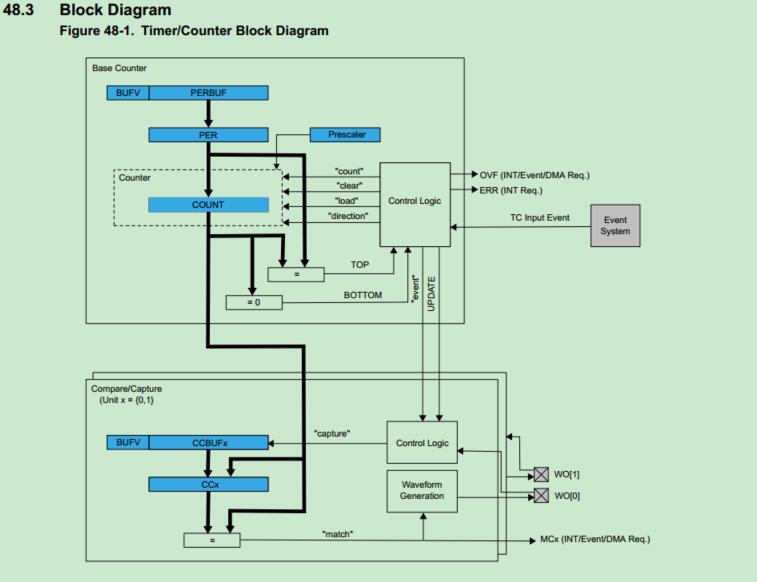 48.3 Block Diagram
Figure 48-1. Timer/Counter Block Diagram
Base Counter
BUFV PERBUF
PER
Prescaler
Counter
COUNT
"count"
"clear"
"load"
"direction"
Control Logic
OVF (INT/Event/DMA Req.)
ERR (INT Req.)
TC Input Event
Event
System
=
TOP
= 0
BOTTOM
"event"
UPDATE
Compare/Capture
(Unit x = {0,1}
BUFV CCBUFx
"capture"
Control Logic
CCx
Waveform
Generation
WO[1]
WO[0]
=
"match"
MCx (INT/Event/DMA Req.)